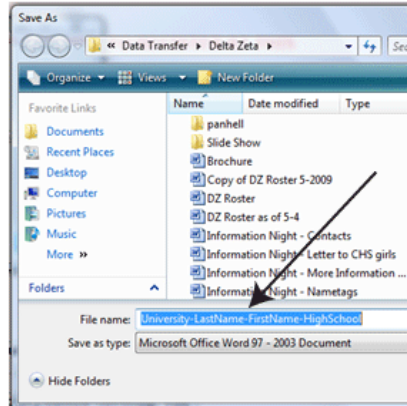 Save As
« Data Transfer ▸ Delta Zeta ▸
Organize Views New Folder
Favorite Links
Documents
Recent Places
Desktop
Computer
Pictures
Music
More »
Folders
Name Date modified Type
panhell
Slide Show
Brochure
Copy of DZ Roster 5-2009
DZ Roster
DZ Roster as of 5-4
Information Night - Contacts
Information Night - Letter to CHS girls
Information Night - More Information ...
Information Night - Nametags
File name: University-LastName-FirstName-HighSchool
Save as type: Microsoft Office Word 97 - 2003 Document
Hide Folders